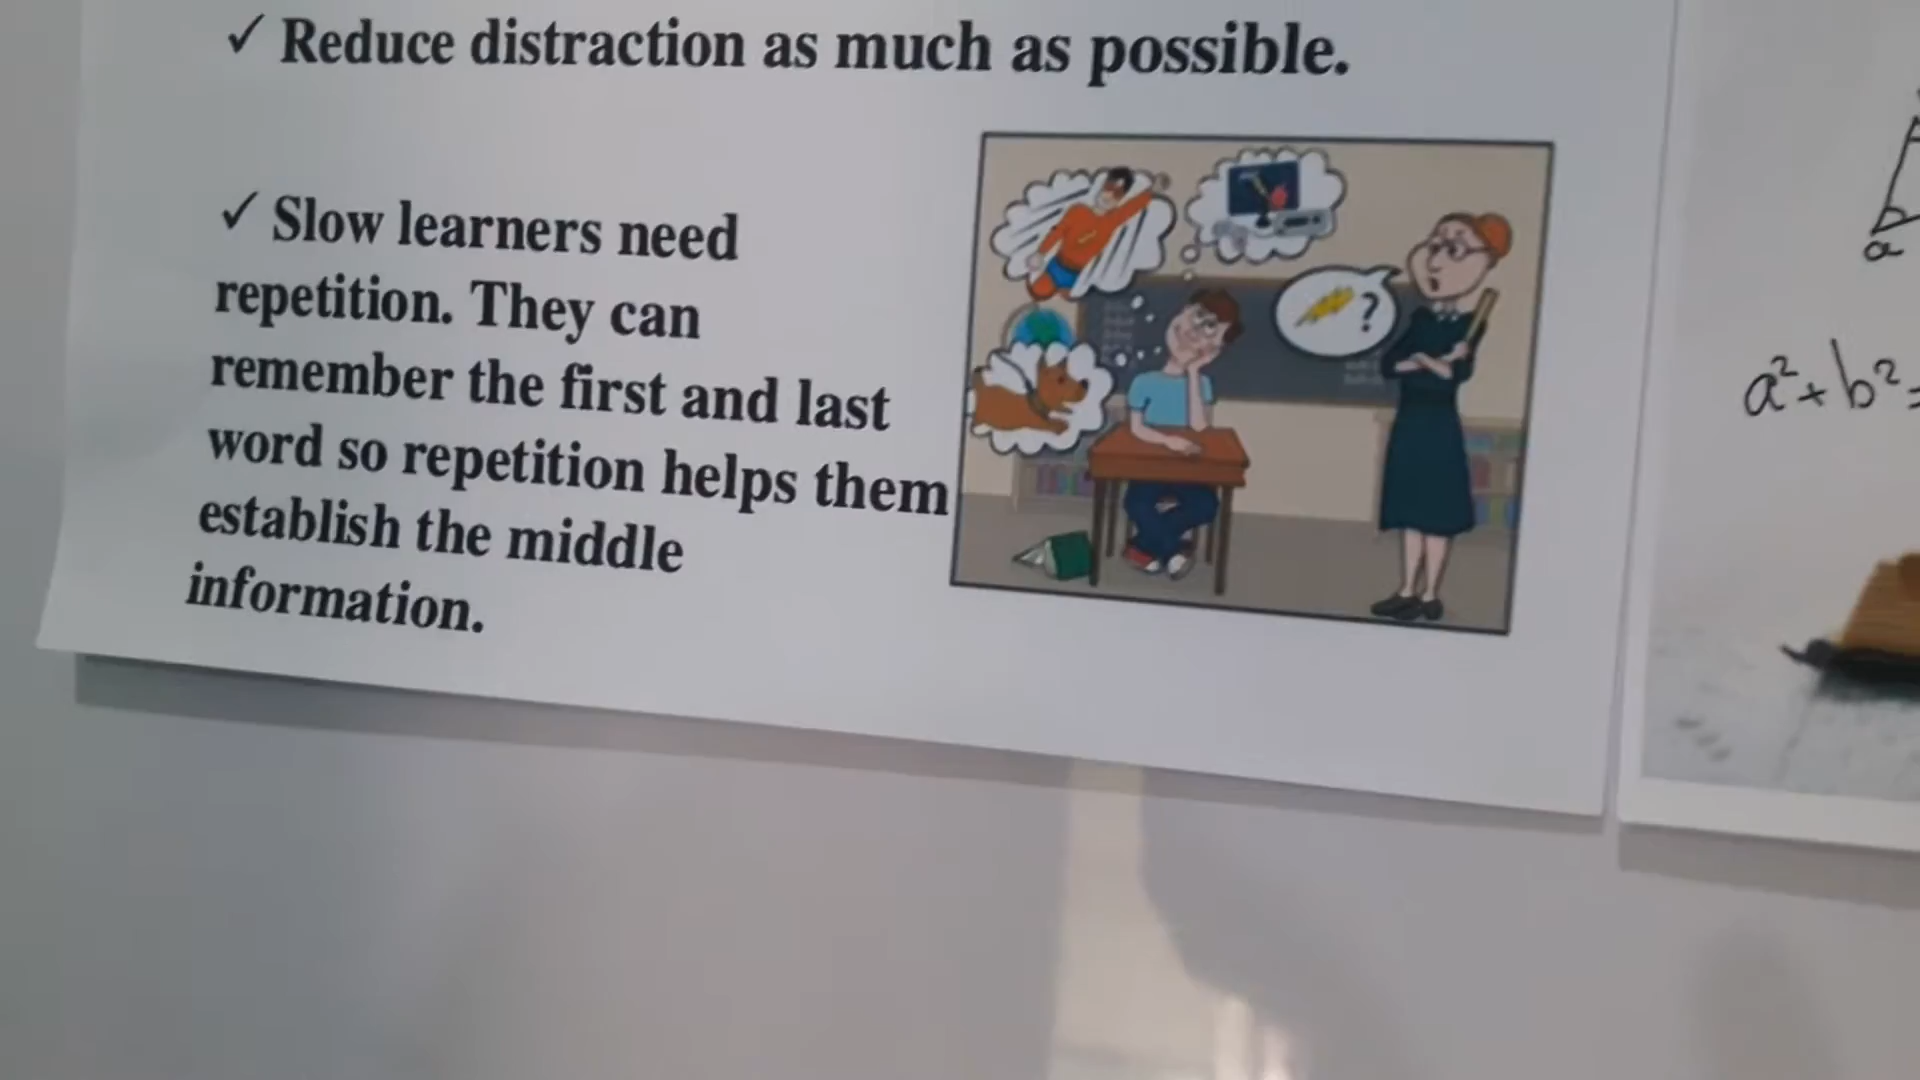 ✓ Reduce distraction as much as possible.
✓ Slow learners need
repetition. They can
remember the first and last
word so repetition helps them
establish the middle
information.
?
a
a²+b²=